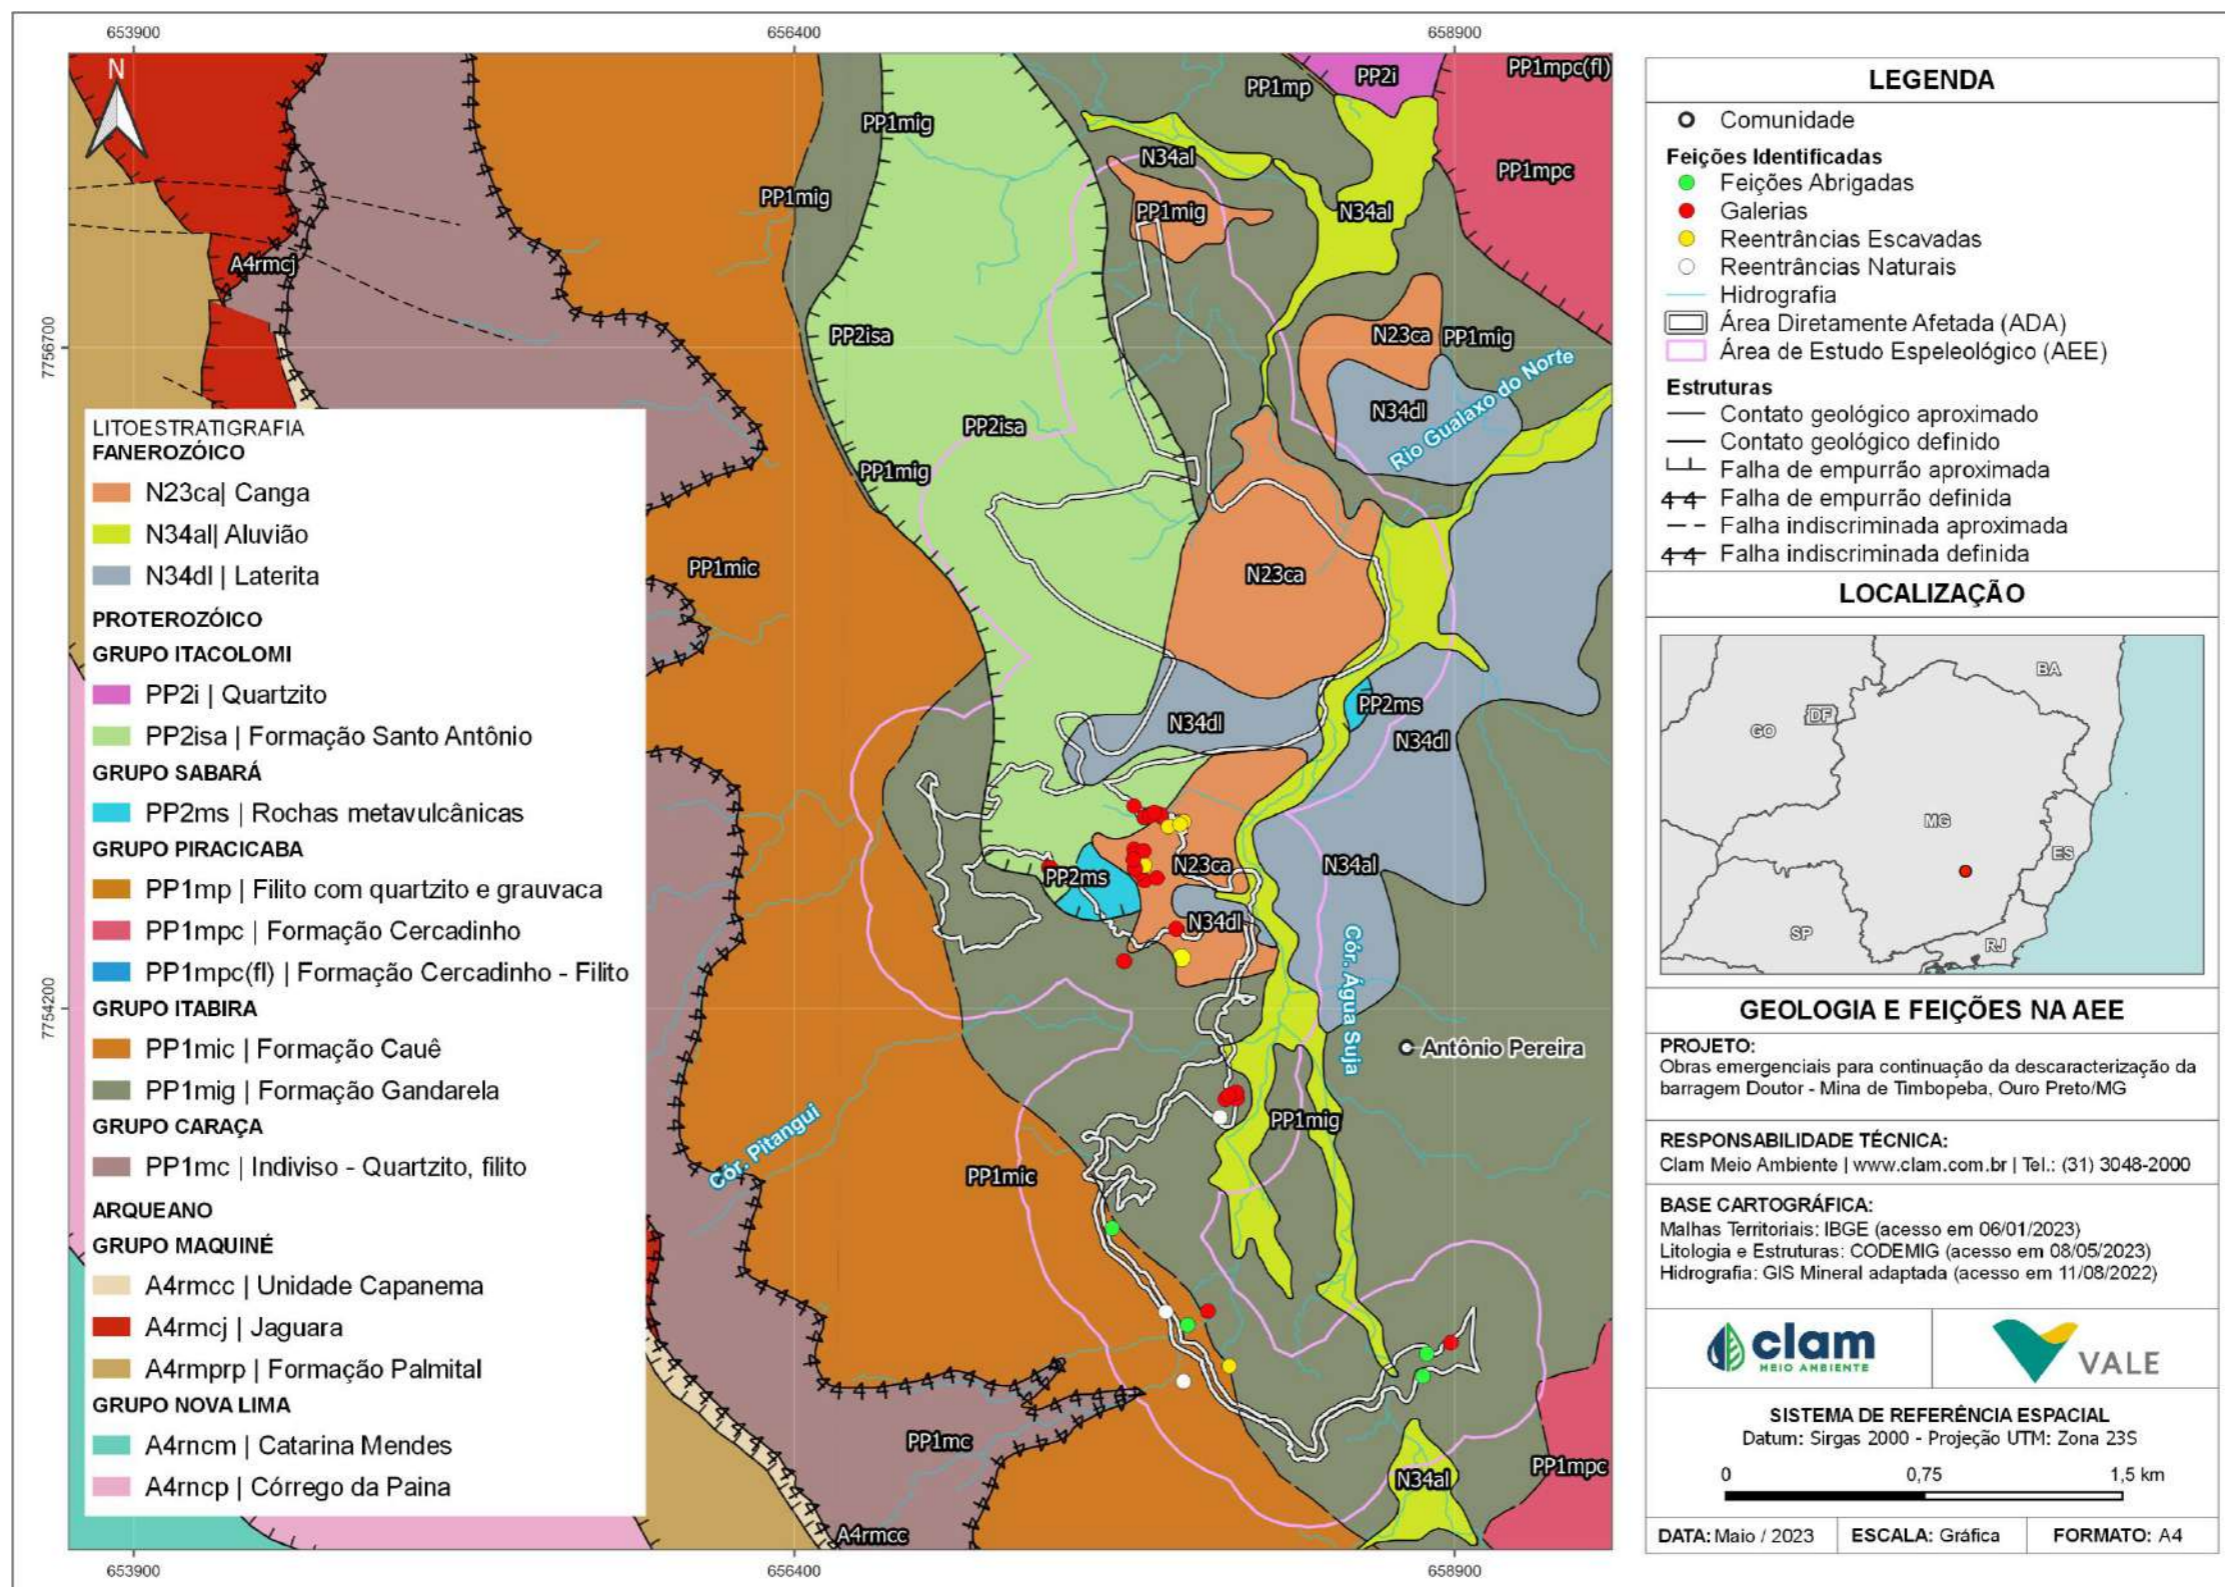 653900
656400
658900
N
7756700
7754200
PP1mig
PP1mp
PP2i
PP1mpc(fl)
N34al
PP1mpc
PP1mig
PP1mig
N34al
A4rmcj
PP2isa
N23ca
PP1mig
Rio Gualaxo do Norte
N34dl
PP2isa
PP1mig
PP1mic
N23ca
PP2ms
N34dl
N34dl
N23ca
N34al
PP2ms
N34dl
Cór. Água Suja
Antônio Pereira
PP1mig
Cór. Pitangui
PP1mic
PP1mc
PP1mpc
N34al
A4rmcc
653900
656400
658900
LITOESTRATIGRAFIA
FANEROZÓICO
N23ca| Canga
N34al| Aluvião
N34dl | Laterita
PROTEROZÓICO
GRUPO ITACOLOMI
PP2i | Quartzito
PP2isa | Formação Santo Antônio
GRUPO SABARÁ
PP2ms | Rochas metavulcânicas
GRUPO PIRACICABA
PP1mp | Filito com quartzito e grauvaca
PP1mpc | Formação Cercadinho
PP1mpc(fl) | Formação Cercadinho - Filito
GRUPO ITABIRA
PP1mic | Formação Cauê
PP1mig | Formação Gandarela
GRUPO CARAÇA
PP1mc | Indiviso - Quartzito, filito
ARQUEANO
GRUPO MAQUINÉ
A4rmcc | Unidade Capanema
A4rmcj | Jaguara
A4rmprp | Formação Palmital
GRUPO NOVA LIMA
A4rncm | Catarina Mendes
A4rncp | Córrego da Paina
LEGENDA
Comunidade
Feições Identificadas
Feições Abrigadas
Galerias
Reentrâncias Escavadas
Reentrâncias Naturais
Hidrografia
Área Diretamente Afetada (ADA)
Área de Estudo Espeleológico (AEE)
Estruturas
Contato geológico aproximado
Contato geológico definido
Falha de empurrão aproximada
Falha de empurrão definida
Falha indiscriminada aproximada
Falha indiscriminada definida
LOCALIZAÇÃO
BA
DF
GO
MG
ES
SP
RJ
GEOLOGIA E FEIÇÕES NA AEE
PROJETO:
Obras emergenciais para continuação da descaracterização da
barragem Doutor - Mina de Timbopeba, Ouro Preto/MG
RESPONSABILIDADE TÉCNICA:
Clam Meio Ambiente | www.clam.com.br | Tel.: (31) 3048-2000
BASE CARTOGRÁFICA:
Malhas Territoriais: IBGE (acesso em 06/01/2023)
Litologia e Estruturas: CODEMIG (acesso em 08/05/2023)
Hidrografia: GIS Mineral adaptada (acesso em 11/08/2022)
clam
MEIO AMBIENTE
VALE
SISTEMA DE REFERÊNCIA ESPACIAL
Datum: Sirgas 2000 - Projeção UTM: Zona 23S
0 0,75 1,5 km
DATA: Maio / 2023 ESCALA: Gráfica FORMATO: A4